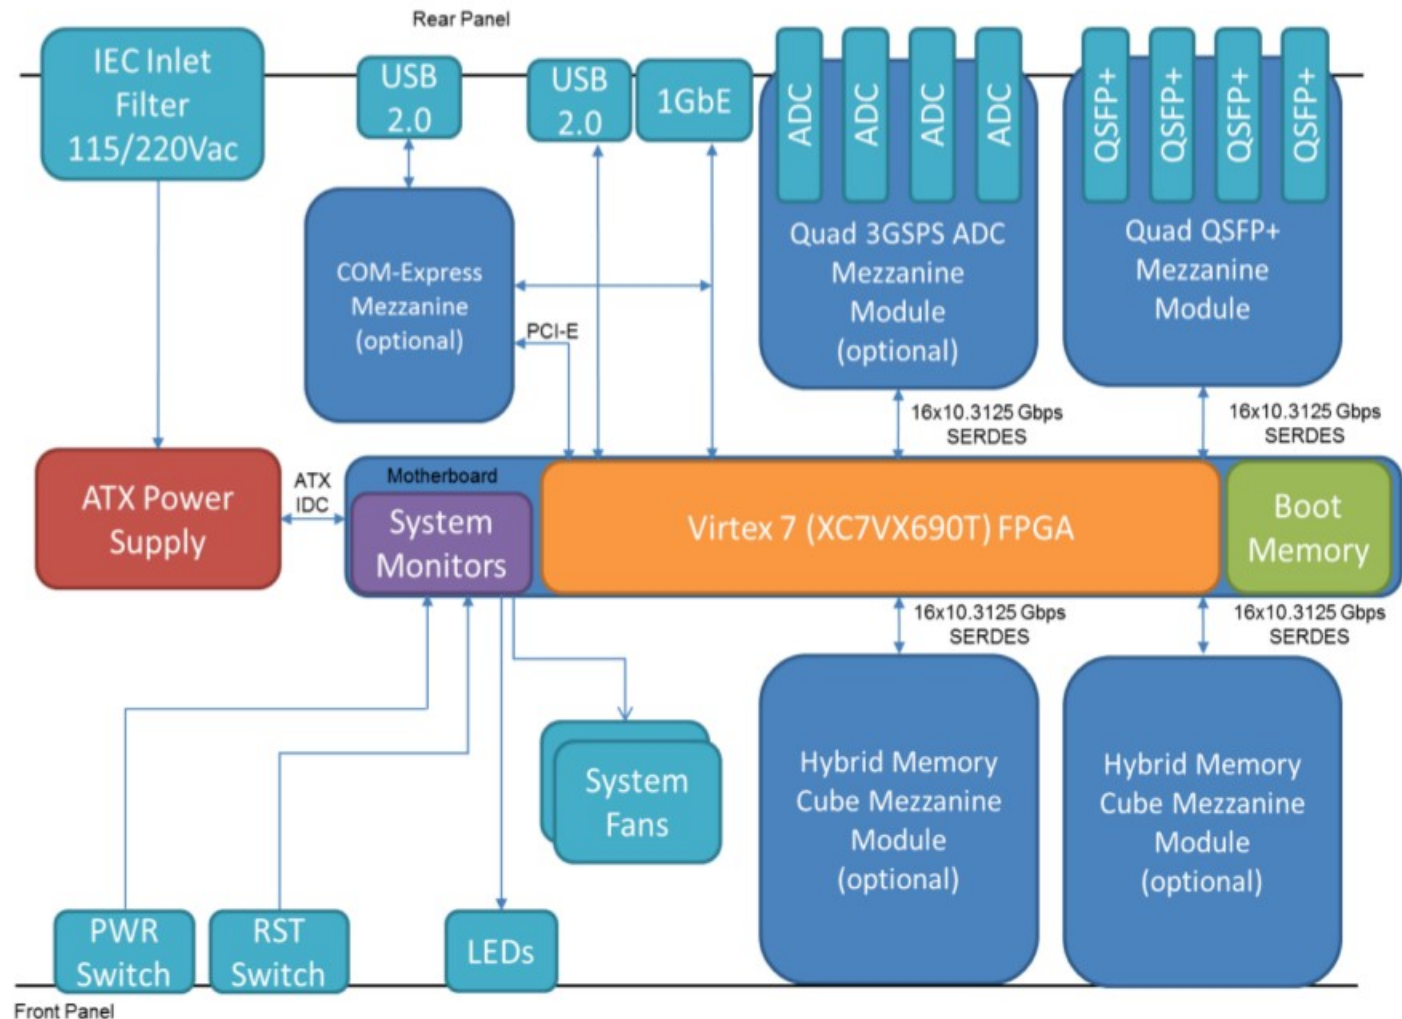 Rear Panel
IEC Inlet
Filter
115/220Vac
USB
2.0
USB
2.0
1GbE
ADC
ADC
ADC
ADC
QSFP+
QSFP+
QSFP+
QSFP+
COM-Express
Mezzanine
(optional)
PCI-E
Quad 3GSPS ADC
Mezzanine
Module
(optional)
Quad QSFP+
Mezzanine
Module
16x10.3125 Gbps
SERDES
16x10.3125 Gbps
SERDES
ATX Power
Supply
ATX
IDC
Motherboard
System
Monitors
Virtex 7 (XC7VX690T) FPGA
Boot
Memory
16x10.3125 Gbps
SERDES
16x10.3125 Gbps
SERDES
System
Fans
Hybrid Memory
Cube Mezzanine
Module
(optional)
Hybrid Memory
Cube Mezzanine
Module
(optional)
PWR
Switch
RST
Switch
LEDs
Front Panel